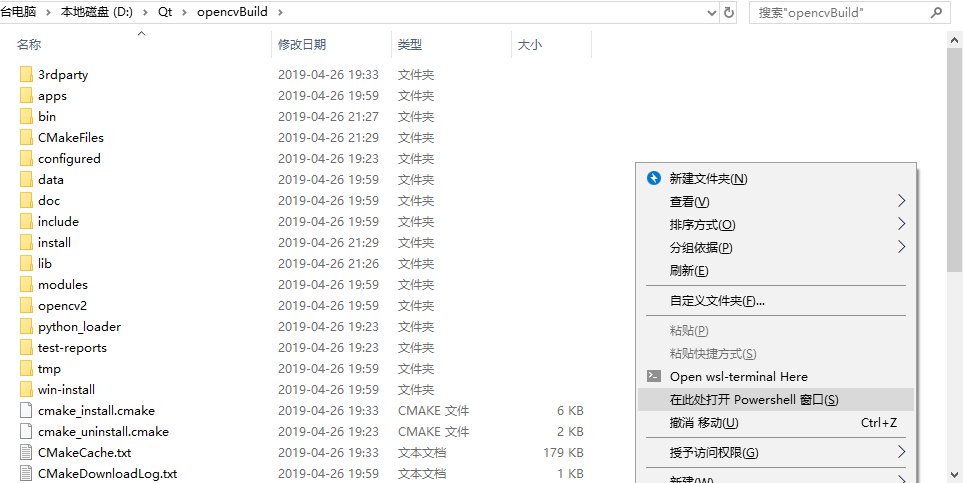 台电脑 > 本地磁盘 (D:) > Qt > opencvBuild >
搜索"opencvBuild"
名称 修改日期 类型 大小
3rdparty 2019-04-26 19:33 文件夹
apps 2019-04-26 19:59 文件夹
bin 2019-04-26 21:27 文件夹
CMakeFiles 2019-04-26 21:29 文件夹
configured 2019-04-26 19:23 文件夹
data 2019-04-26 19:59 文件夹
doc 2019-04-26 19:59 文件夹
include 2019-04-26 19:59 文件夹
install 2019-04-26 21:29 文件夹
lib 2019-04-26 21:26 文件夹
modules 2019-04-26 19:59 文件夹
opencv2 2019-04-26 19:59 文件夹
python_loader 2019-04-26 19:23 文件夹
test-reports 2019-04-26 19:23 文件夹
tmp 2019-04-26 19:59 文件夹
win-install 2019-04-26 19:59 文件夹
cmake_install.cmake 2019-04-26 19:33 CMAKE 文件 6 KB
cmake_uninstall.cmake 2019-04-26 19:23 CMAKE 文件 2 KB
CMakeCache.txt 2019-04-26 19:33 文本文档 179 KB
CMakeDownloadLog.txt 2019-04-26 19:59 文本文档 1 KB
新建文件夹(N)
查看(V)
排序方式(O)
分组依据(P)
刷新(E)
自定义文件夹(F)...
粘贴(P)
粘贴快捷方式(S)
Open wsl-terminal Here
在此处打开 Powershell 窗口(S)
撤消 移动(U) Ctrl+Z
授予访问权限(G)
新建(W)